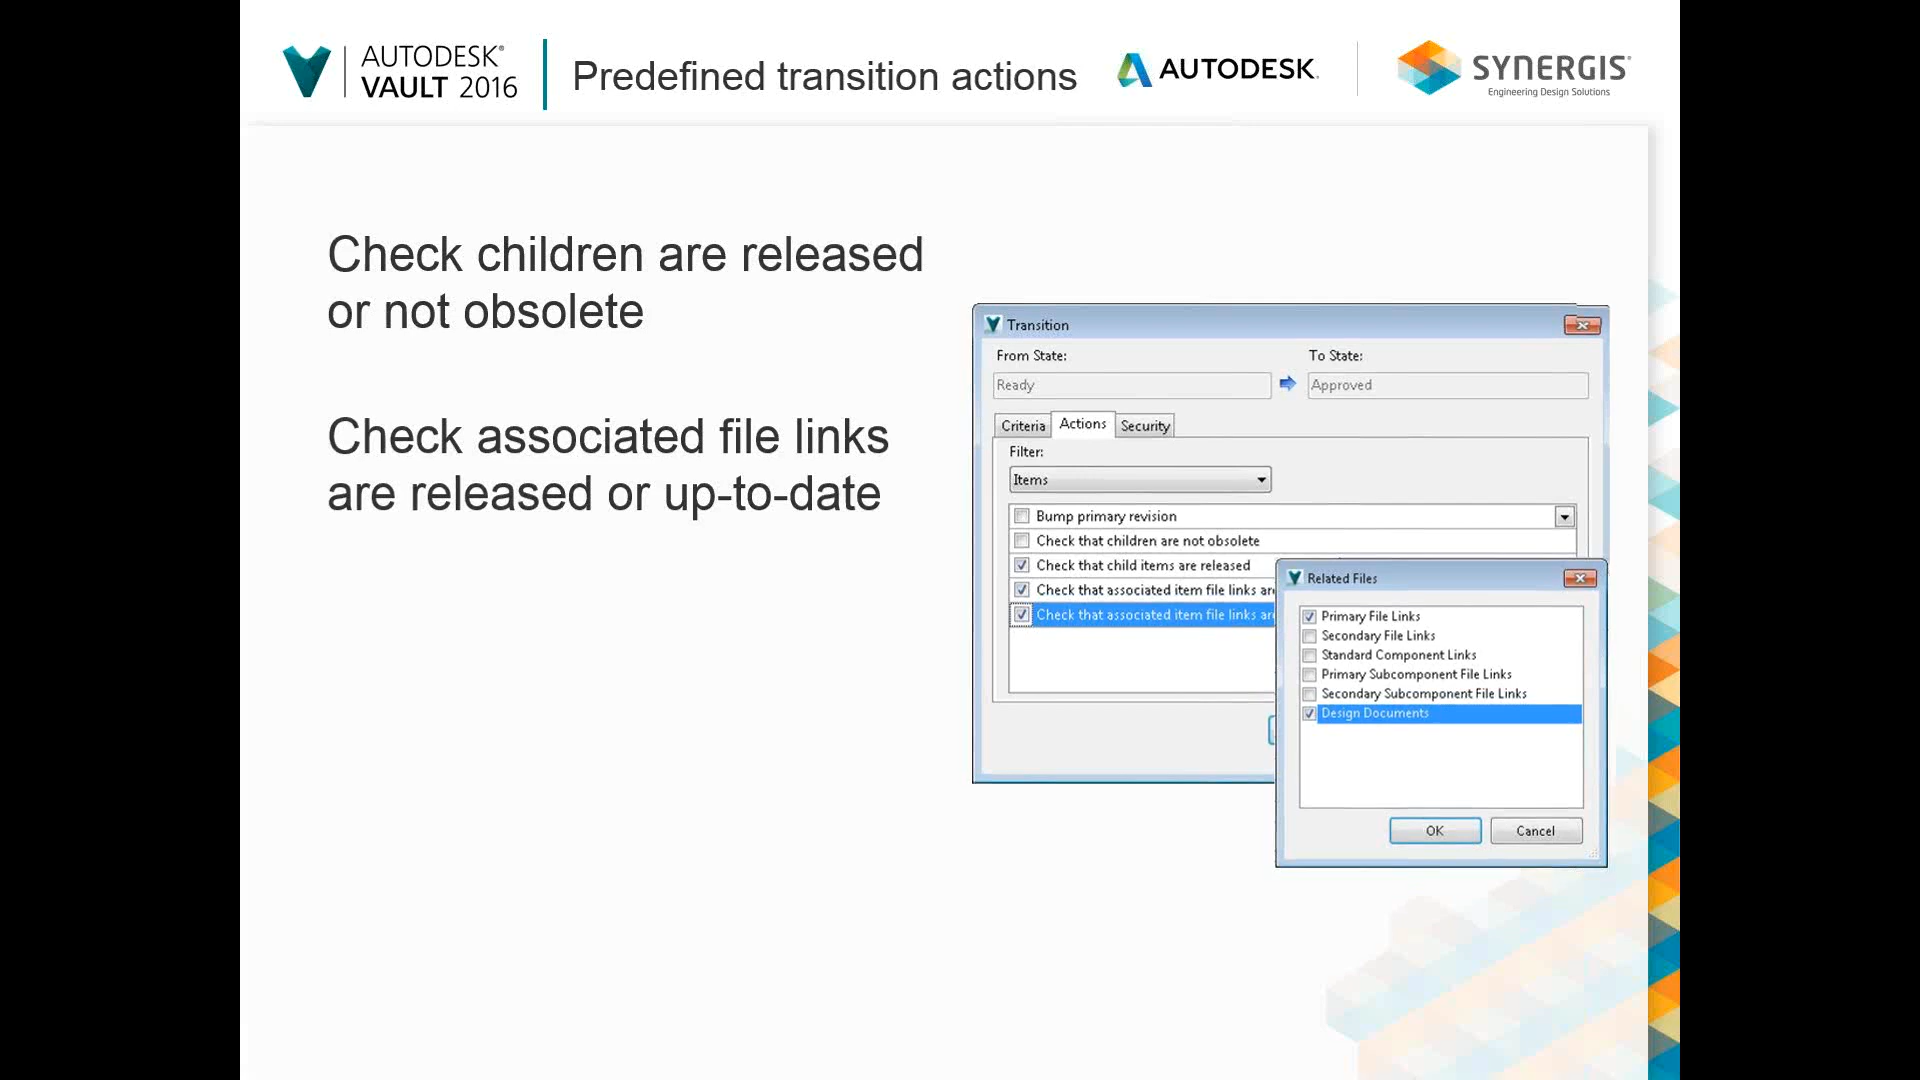 AUTODESK®
VAULT 2016
Predefined transition actions
AUTODESK.
SYNERGIS
Engineering Design Solutions
Check children are released
or not obsolete
Check associated file links
are released or up-to-date
Transition
From State:
To State:
Ready
Approved
Criteria
Actions
Security
Filter:
Items
Bump primary revision
Check that children are not obsolete
Check that child items are released
Check that associated item file links
Check that associated item file links
Related Files
Primary File Links
Secondary File Links
Standard Component Links
Primary Subcomponent File Links
Secondary Subcomponent File Links
Design Documents
OK
Cancel